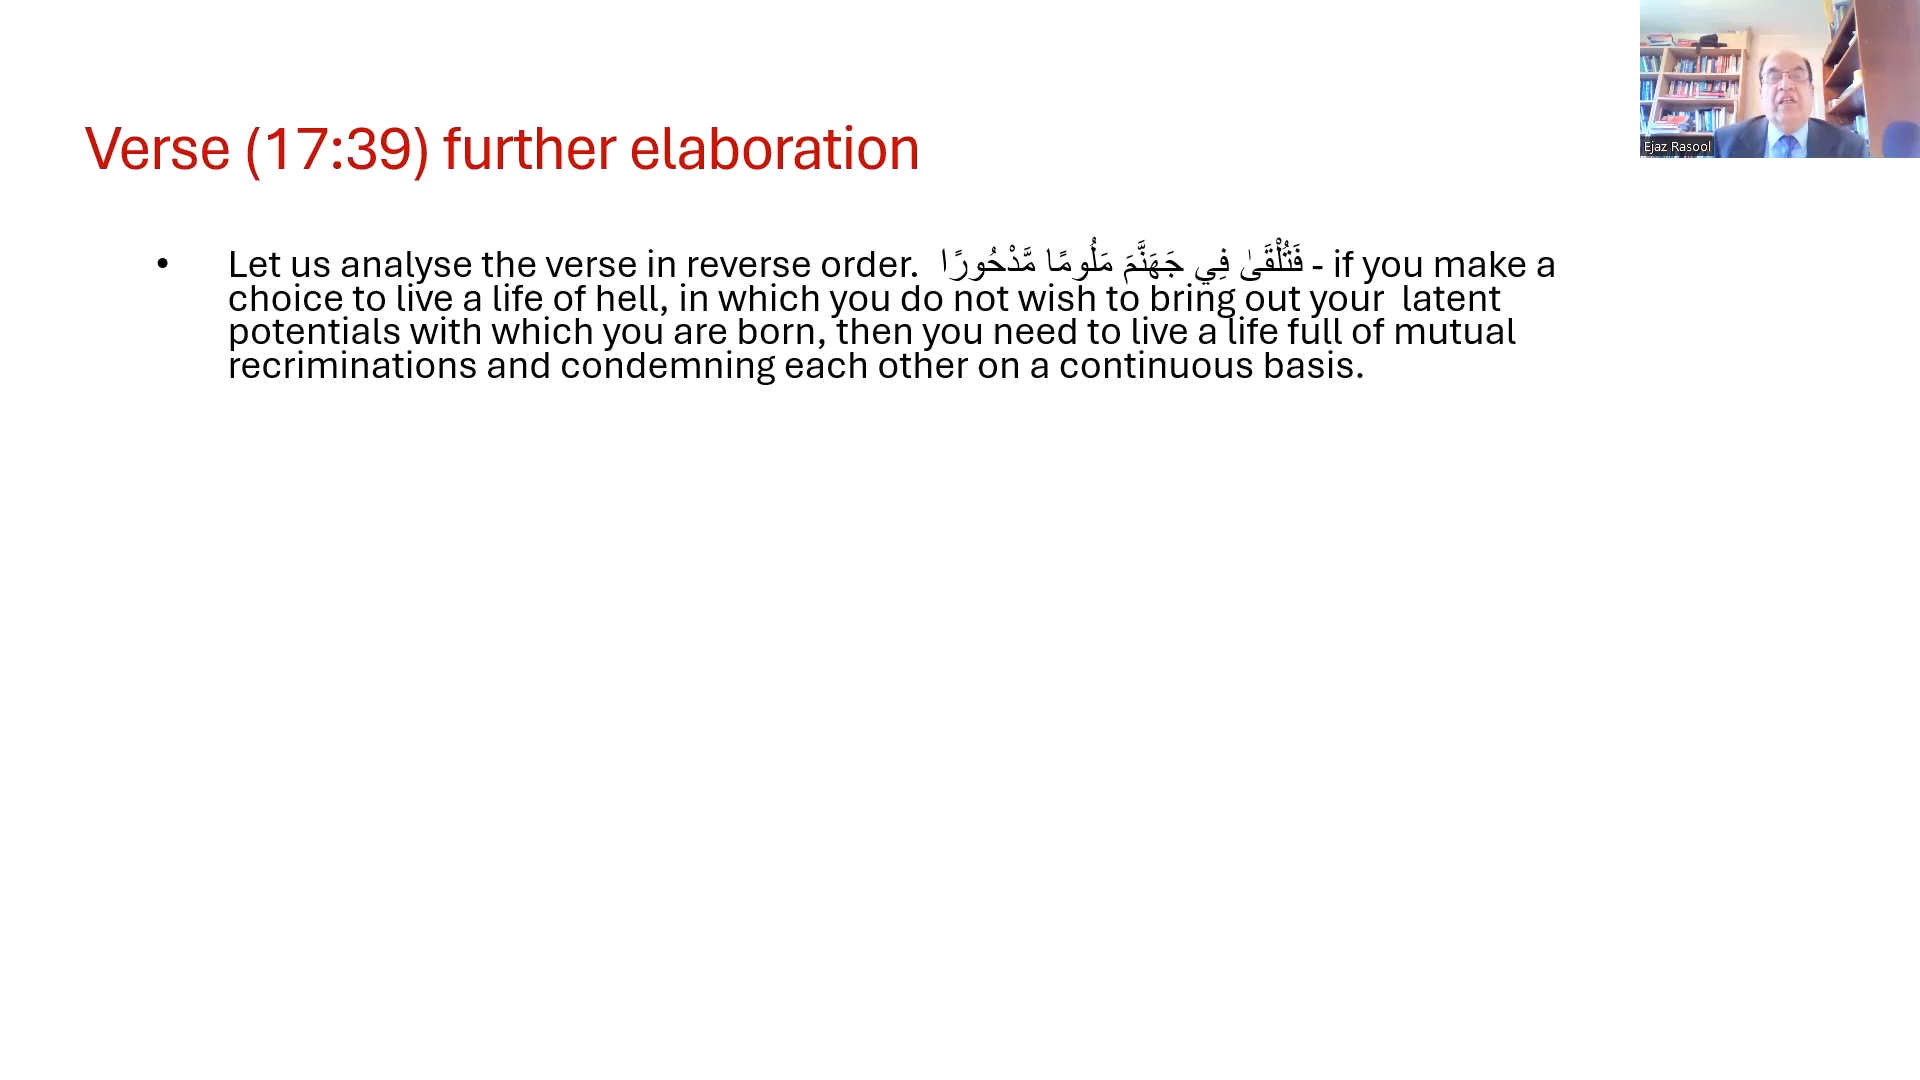 Ejaz Rasool
Verse (17:39) further elaboration
• Let us analyse the verse in reverse order. فَتُلْقَىٰ فِي جَهَنَّمَ مَلُومًا مَّدْحُورًا - if you make a
choice to live a life of hell, in which you do not wish to bring out your latent
potentials with which you are born, then you need to live a life full of mutual
recriminations and condemning each other on a continuous basis.